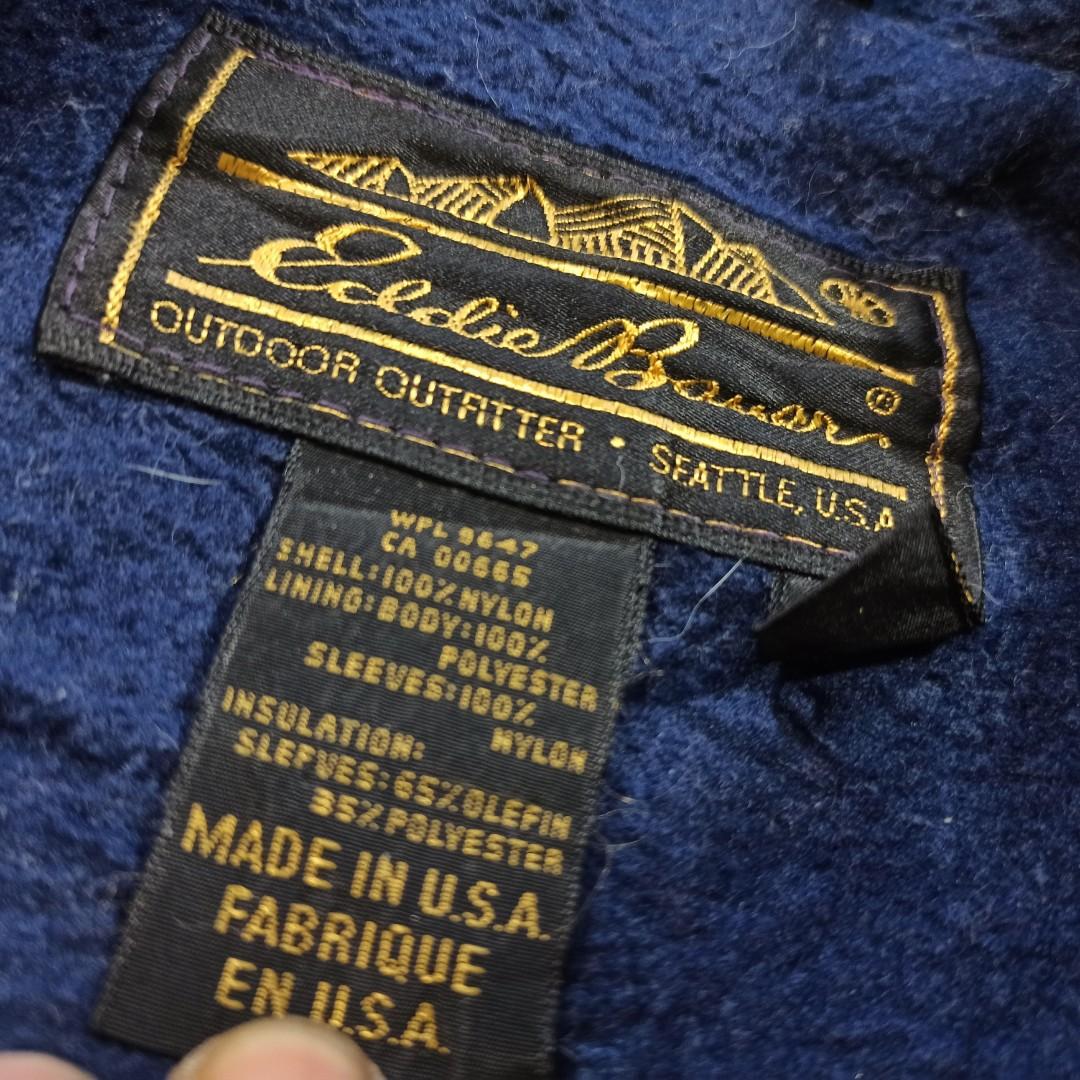 Eddie Bauer ®
OUTDOOR OUTFITTER • SEATTLE, U.S.A
WPL 9647
CA 00665
SHELL:100% NYLON
LINING:BODY:100%
POLYESTER
SLEEVES:100%
NYLON
INSULATION:
SLEEVES:65% OLEFIN
35% POLYESTER
MADE IN U.S.A.
FABRIQUE
EN U.S.A.